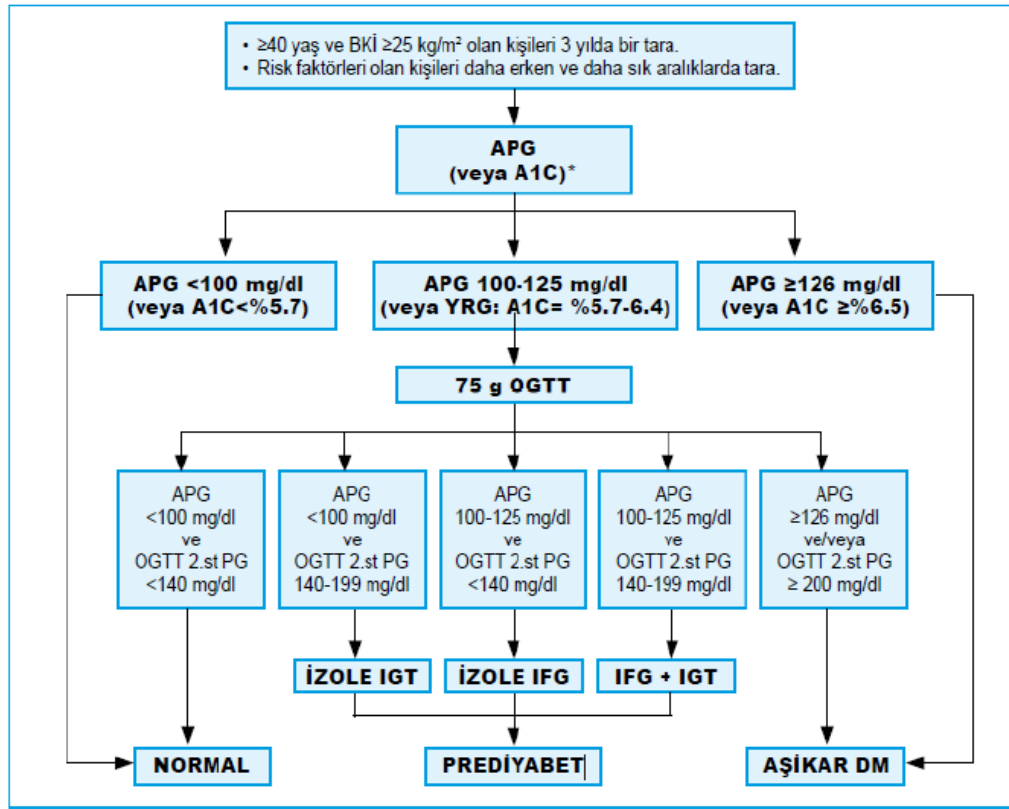 • ≥40 yaş ve BKİ ≥25 kg/m² olan kişileri 3 yılda bir tara.
• Risk faktörleri olan kişileri daha erken ve daha sık aralıklarda tara.
APG
(veya A1C)*
APG <100 mg/dl
(veya A1C<%5.7)
APG 100-125 mg/dl
(veya YRG: A1C= %5.7-6.4)
APG ≥126 mg/dl
(veya A1C ≥%6.5)
75 g OGTT
APG
<100 mg/dl
ve
OGTT 2.st PG
<140 mg/dl
APG
<100 mg/dl
ve
OGTT 2.st PG
140-199 mg/dl
APG
100-125 mg/dl
ve
OGTT 2.st PG
<140 mg/dl
APG
100-125 mg/dl
ve
OGTT 2.st PG
140-199 mg/dl
APG
≥126 mg/dl
ve/veya
OGTT 2.st PG
≥ 200 mg/dl
İZOLE IGT
İZOLE IFG
IFG + IGT
NORMAL
PREDİYABET
AŞİKAR DM